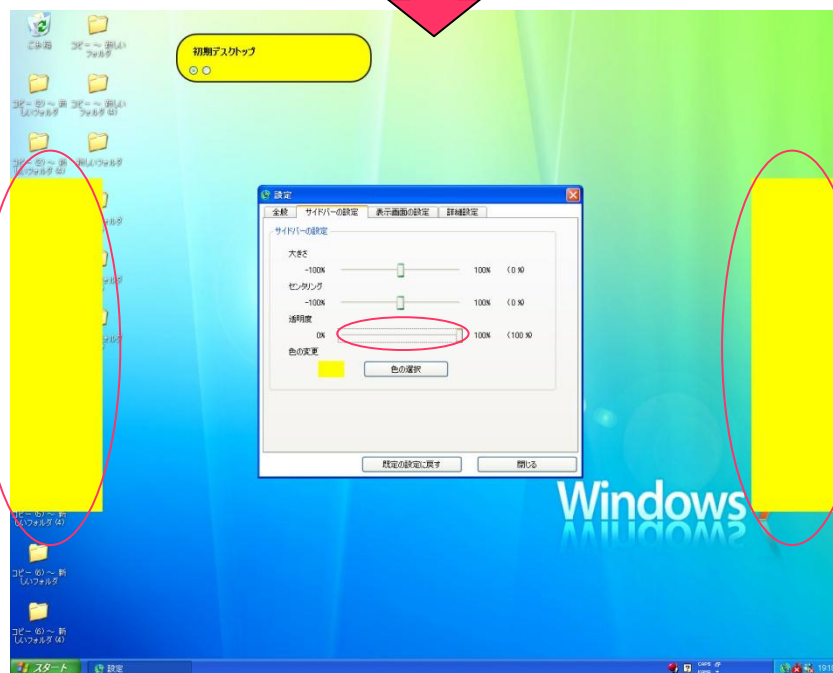 ごみ箱
コピー ～ 新しい
フォルダ
初期デスクトップ
コピー (2) ～ 新
しいフォルダ
コピー ～ 新しい
フォルダ (4)
新しいフォルダ
設定
全般 サイドバーの設定 表示画面の設定 詳細設定
サイドバーの設定
大きさ
-100% 100% (0 %)
センタリング
-100% 100% (0 %)
透明度
0% 100% (100 %)
色の変更
色の選択
既定の設定に戻す 閉じる
Windows
しいフォルダ (4)
コピー (6) ～ 新
しいフォルダ
コピー (6) ～ 新
しいフォルダ (4)
スタート 設定
CAPS
KANA
19:10